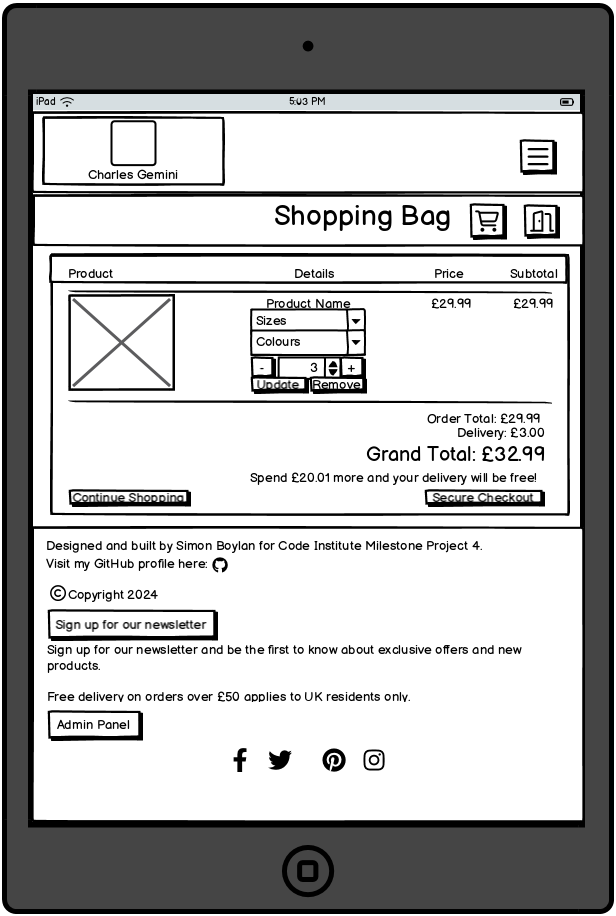 iPad 5:03 PM
Charles Gemini
Shopping Bag
Product Details Price Subtotal
Product Name £29.99 £29.99
Sizes
Colours
- 3 +
Update Remove
Order Total: £29.99
Delivery: £3.00
Grand Total: £32.99
Spend £20.01 more and your delivery will be free!
Continue Shopping Secure Checkout
Designed and built by Simon Boylan for Code Institute Milestone Project 4.
Visit my GitHub profile here:
© Copyright 2024
Sign up for our newsletter
Sign up for our newsletter and be the first to know about exclusive offers and new
products.
Free delivery on orders over £50 applies to UK residents only.
Admin Panel